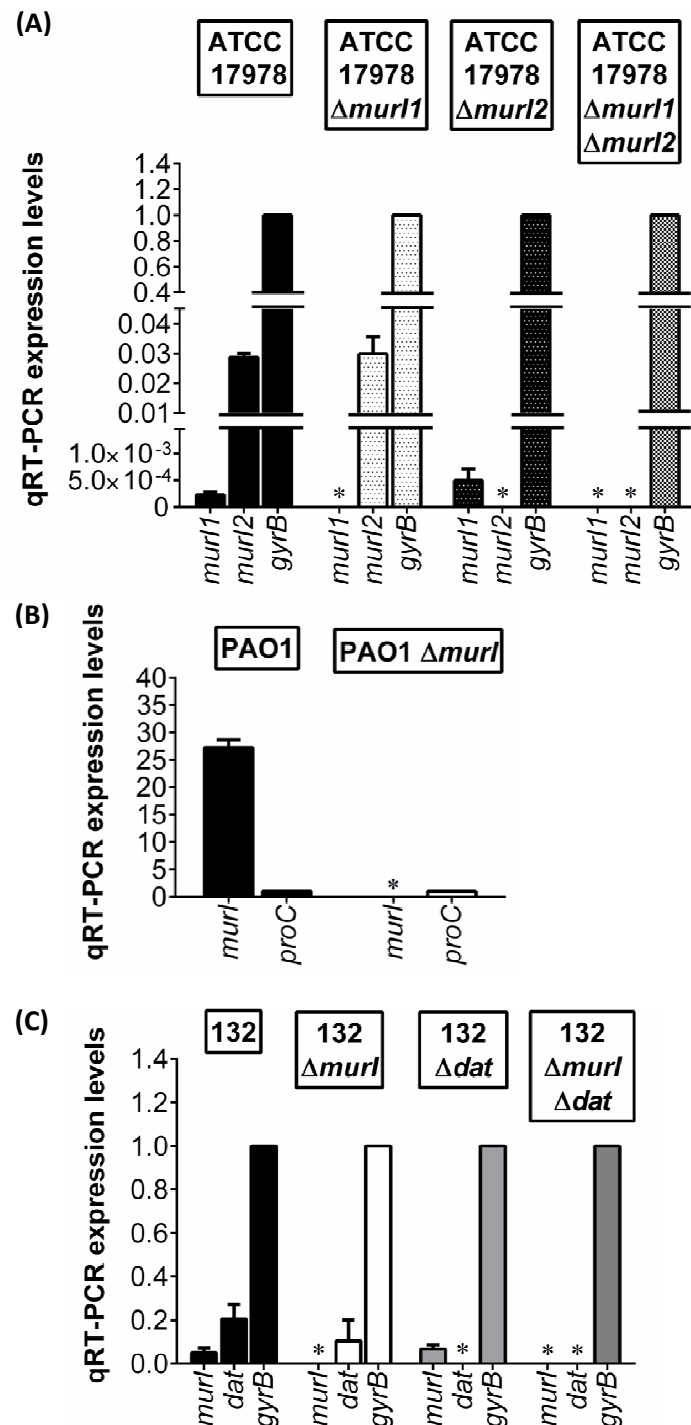 (A)
ATCC
17978
ATCC
17978
ΔmurI1
ATCC
17978
ΔmurI2
ATCC
17978
ΔmurI1
ΔmurI2
qRT-PCR expression levels
1.4
1.2
1.0
0.8
0.6
0.4
0.04
0.03
0.02
0.01
1.0×10⁻³
5.0×10⁻⁴
0
* * * *
murI1 murI2 gyrB murI1 murI2 gyrB murI1 murI2 gyrB murI1 murI2 gyrB
(B)
PAO1
PAO1 ΔmurI
qRT-PCR expression levels
40
35
30
25
20
15
10
5
0
*
murI proC murI proC
(C)
132
132
ΔmurI
132
Δdat
132
ΔmurI
Δdat
qRT-PCR expression levels
1.4
1.2
1.0
0.8
0.6
0.4
0.2
0.0
* * * *
murI dat gyrB murI dat gyrB murI dat gyrB murI dat gyrB